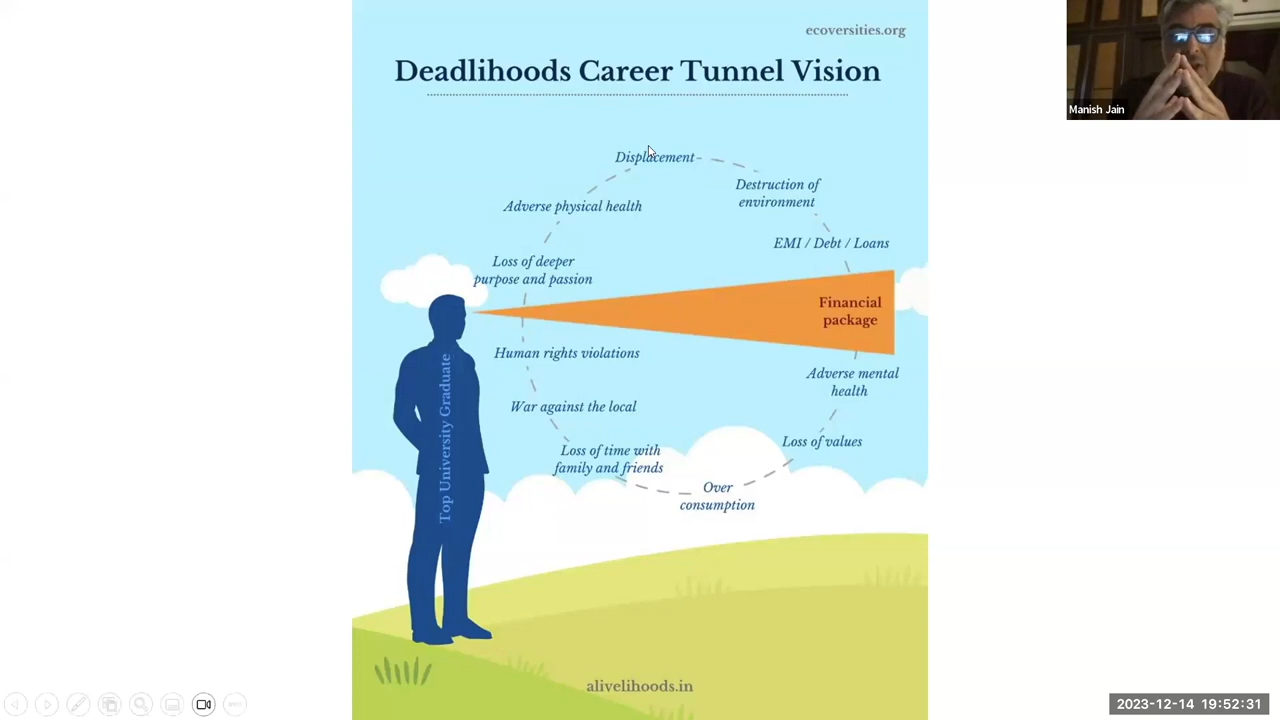 ecoversities.org
Deadlihoods Career Tunnel Vision
Displacement
Destruction of
environment
Adverse physical health
EMI / Debt / Loans
Loss of deeper
purpose and passion
Financial
package
Human rights violations
Adverse mental
health
War against the local
Loss of values
Loss of time with
family and friends
Over
consumption
Top University Graduate
alivelihoods.in
Manish Jain
2023-12-14 19:52:31